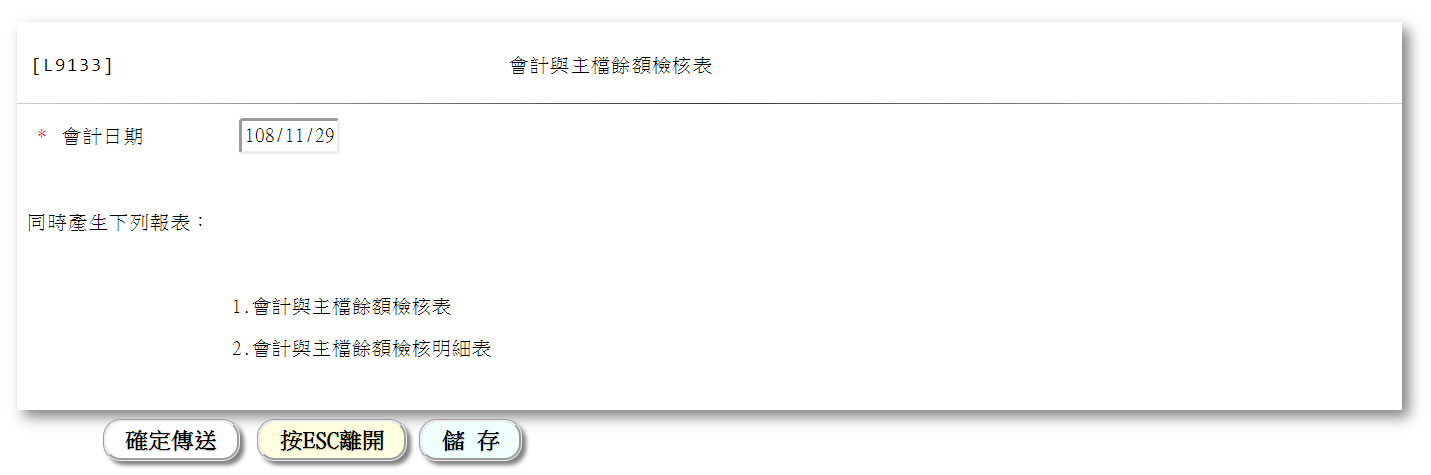 [L9133] 會計與主檔餘額檢核表
* 會計日期 108/11/29
同時產生下列報表：
1.會計與主檔餘額檢核表
2.會計與主檔餘額檢核明細表
確定傳送 按ESC離開 儲 存